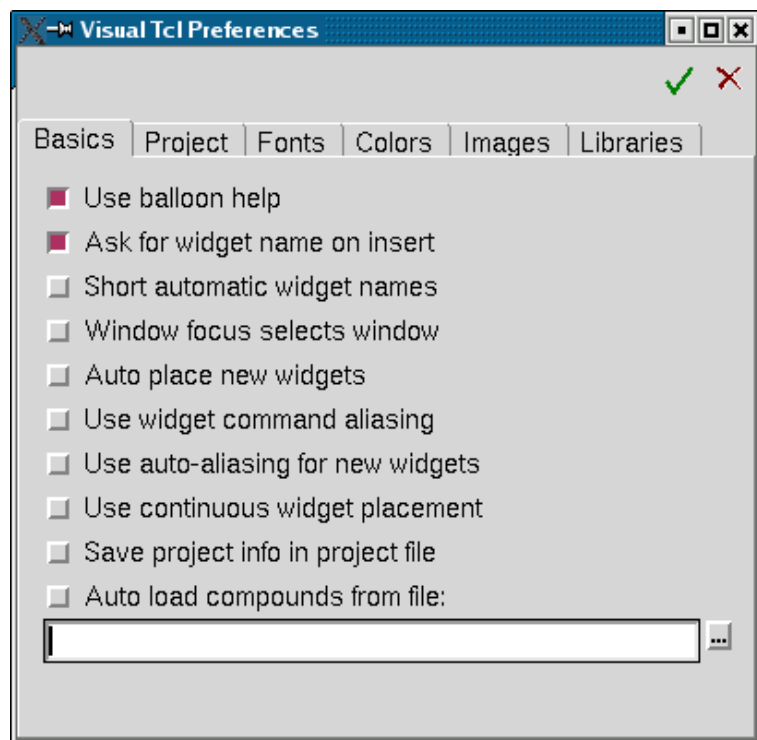 Visual Tcl Preferences
Basics Project Fonts Colors Images Libraries
Use balloon help
Ask for widget name on insert
Short automatic widget names
Window focus selects window
Auto place new widgets
Use widget command aliasing
Use auto-aliasing for new widgets
Use continuous widget placement
Save project info in project file
Auto load compounds from file:
...